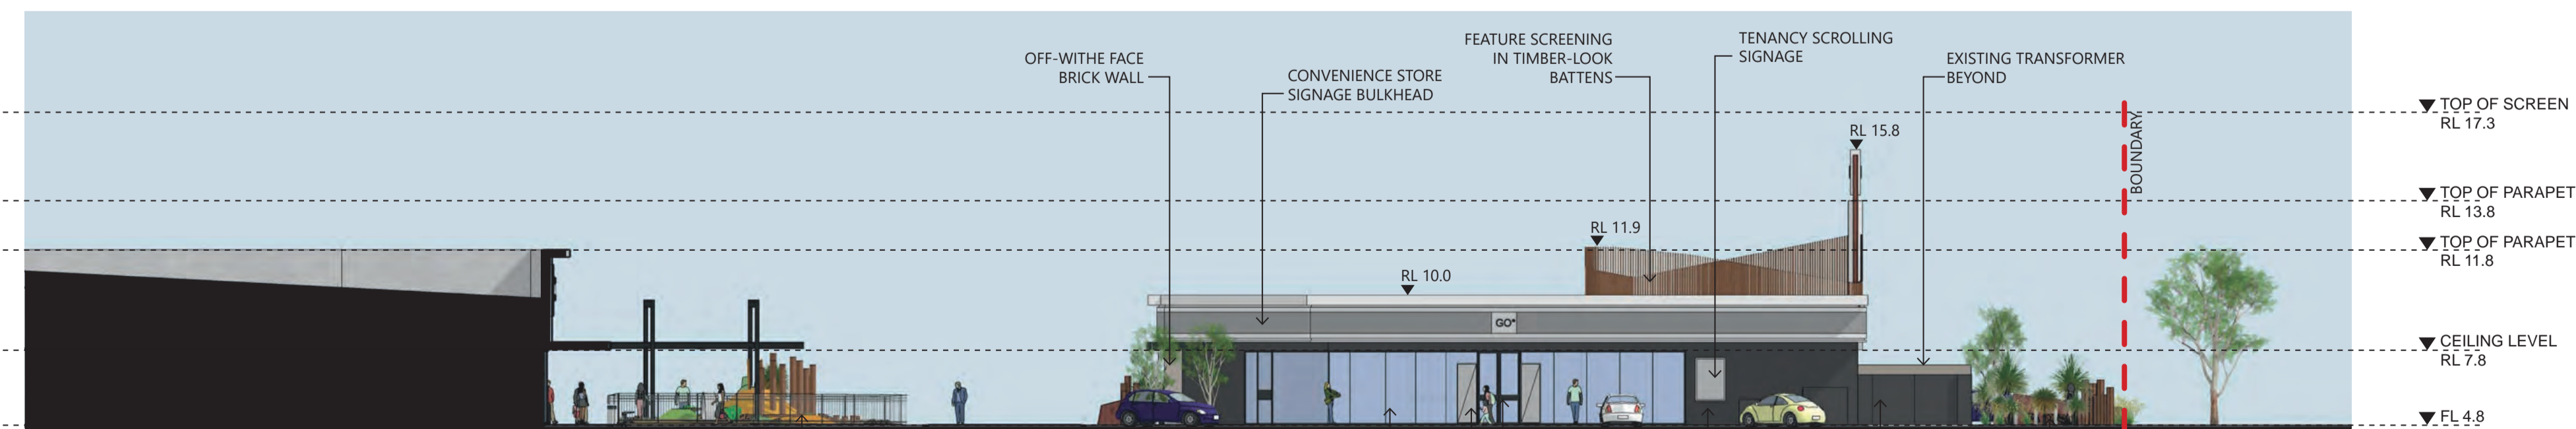 OFF-WITHE FACE
BRICK WALL
CONVENIENCE STORE
SIGNAGE BULKHEAD
FEATURE SCREENING
IN TIMBER-LOOK
BATTENS
TENANCY SCROLLING
SIGNAGE
EXISTING TRANSFORMER
BEYOND
RL 15.8
RL 11.9
RL 10.0
GO
BOUNDARY
TOP OF SCREEN
RL 17.3
TOP OF PARAPET
RL 13.8
TOP OF PARAPET
RL 11.8
CEILING LEVEL
RL 7.8
FL 4.8